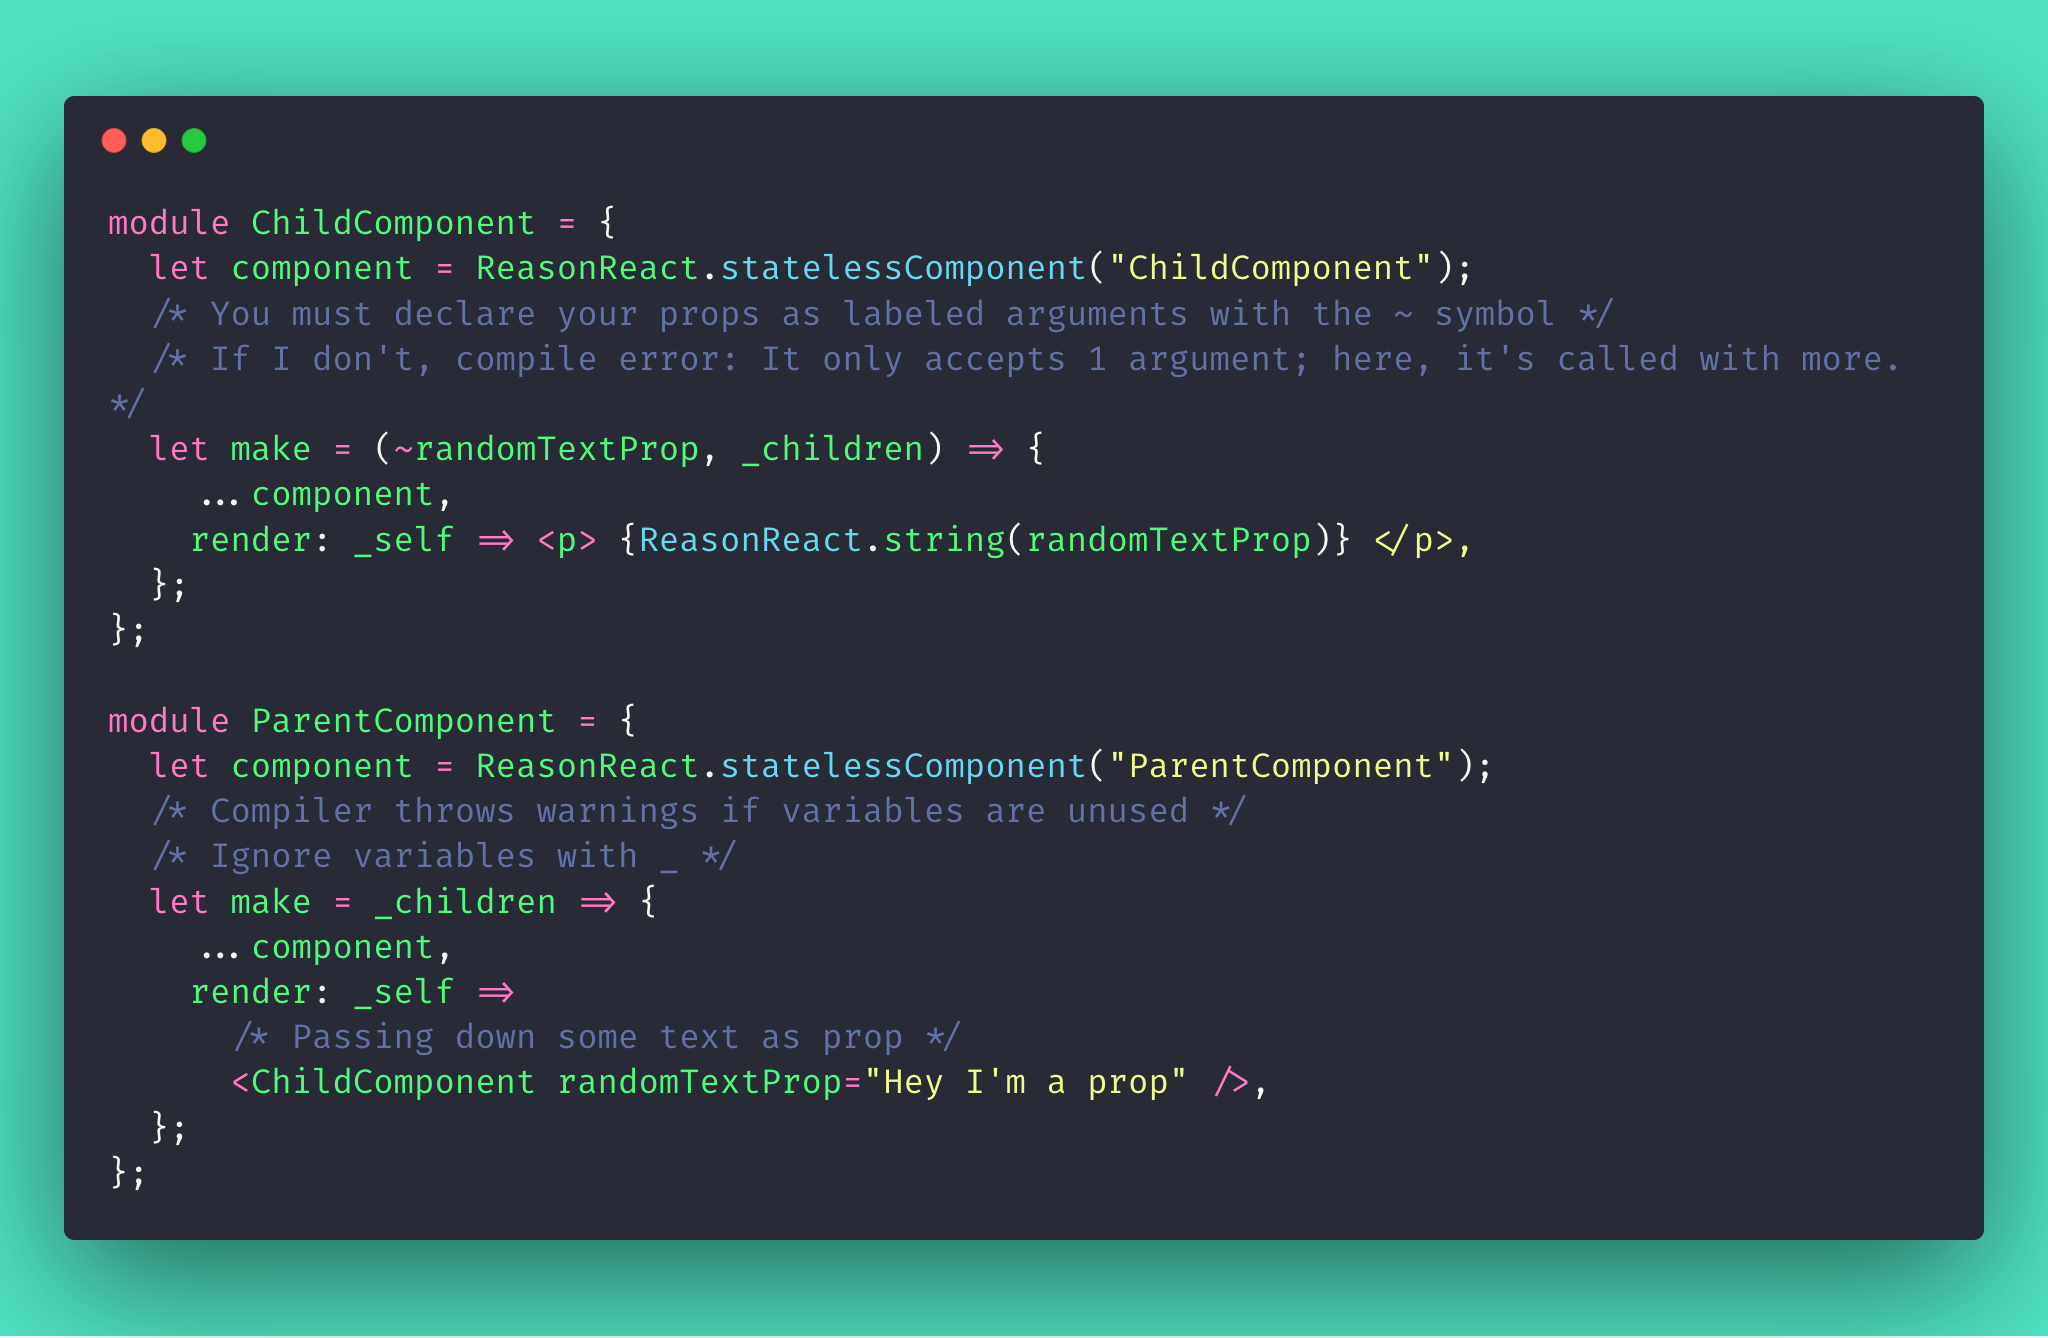 module ChildComponent = {
  let component = ReasonReact.statelessComponent("ChildComponent");
  /* You must declare your props as labeled arguments with the ~ symbol */
  /* If I don't, compile error: It only accepts 1 argument; here, it's called with more.
*/
  let make = (~randomTextProp, _children) => {
    ...component,
    render: _self => <p> {ReasonReact.string(randomTextProp)} </p>,
  };
};

module ParentComponent = {
  let component = ReasonReact.statelessComponent("ParentComponent");
  /* Compiler throws warnings if variables are unused */
  /* Ignore variables with _ */
  let make = _children => {
    ...component,
    render: _self =>
      /* Passing down some text as prop */
      <ChildComponent randomTextProp="Hey I'm a prop" />,
  };
};